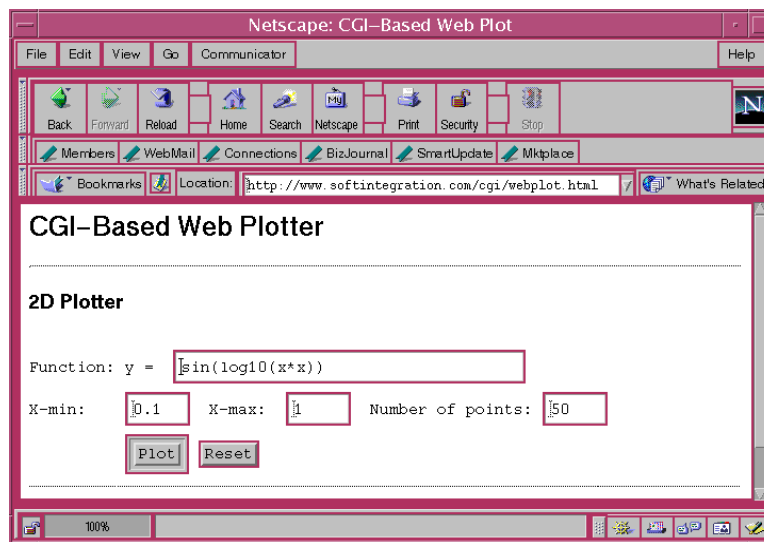 Netscape: CGI–Based Web Plot
File Edit View Go Communicator Help
My N
Back Forward Reload Home Search Netscape Print Security Stop
Members WebMail Connections BizJournal SmartUpdate Mktplace
Bookmarks Location: http://www.softintegration.com/cgi/webplot.html What's Related
CGI–Based Web Plotter
2D Plotter
Function: y = sin(log10(x*x))
X-min: 0.1 X-max: 1 Number of points: 50
Plot Reset
100%